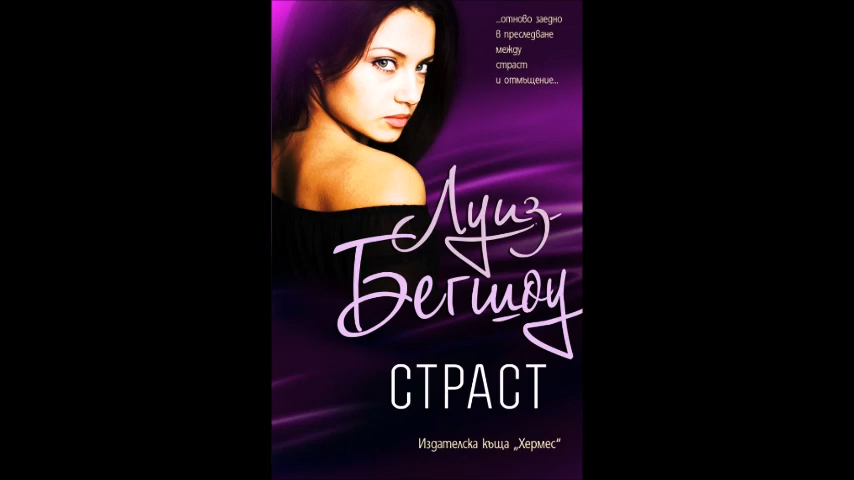 ...отново заедно
в преследване
между
страст
и отмъщение...
Луиз
Бегшоу
СТРАСТ
Издателска къща „Хермес“